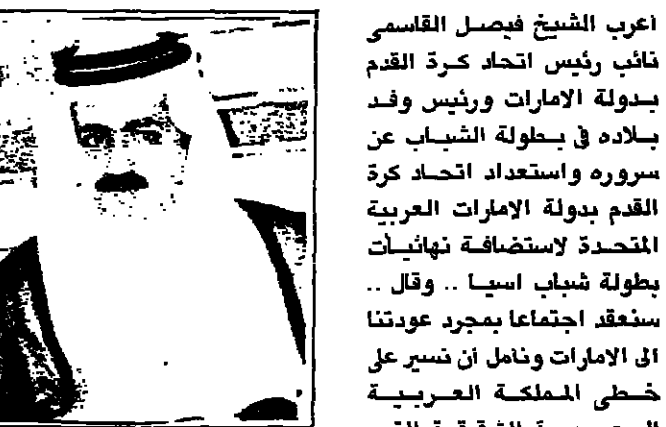 اعرب الشيخ فيصل القاسمى
نائب رئيس اتحاد كرة القدم
بدولة الامارات ورئيس وفد
بلاده في بطولة الشباب عن
سروره واستعداد اتحاد كرة
القدم بدولة الامارات العربية
المتحدة لاستضافة نهائيات
بطولة شباب اسيا .. وقال ..
سنعقد اجتماعا بمجرد عودتنا
الى الامارات ونامل أن نسير على
خطى المملكة العربية